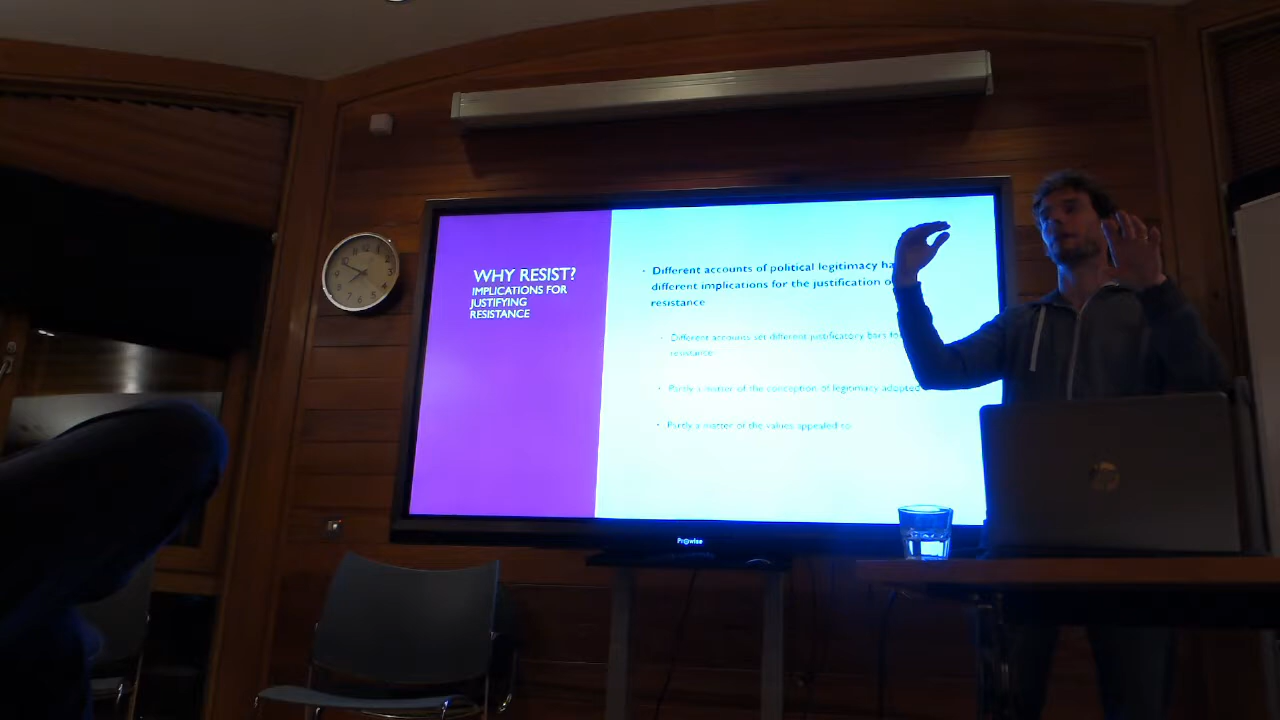 WHY RESIST?
IMPLICATIONS FOR
JUSTIFYING
RESISTANCE
• Different accounts of political legitimacy
different implications for the justification
resistance
• Different accounts set different justificatory bars
resistance
• Partly a matter of the conception of legitimacy adopted
• Partly a matter of the values appealed to
Prowise
hp